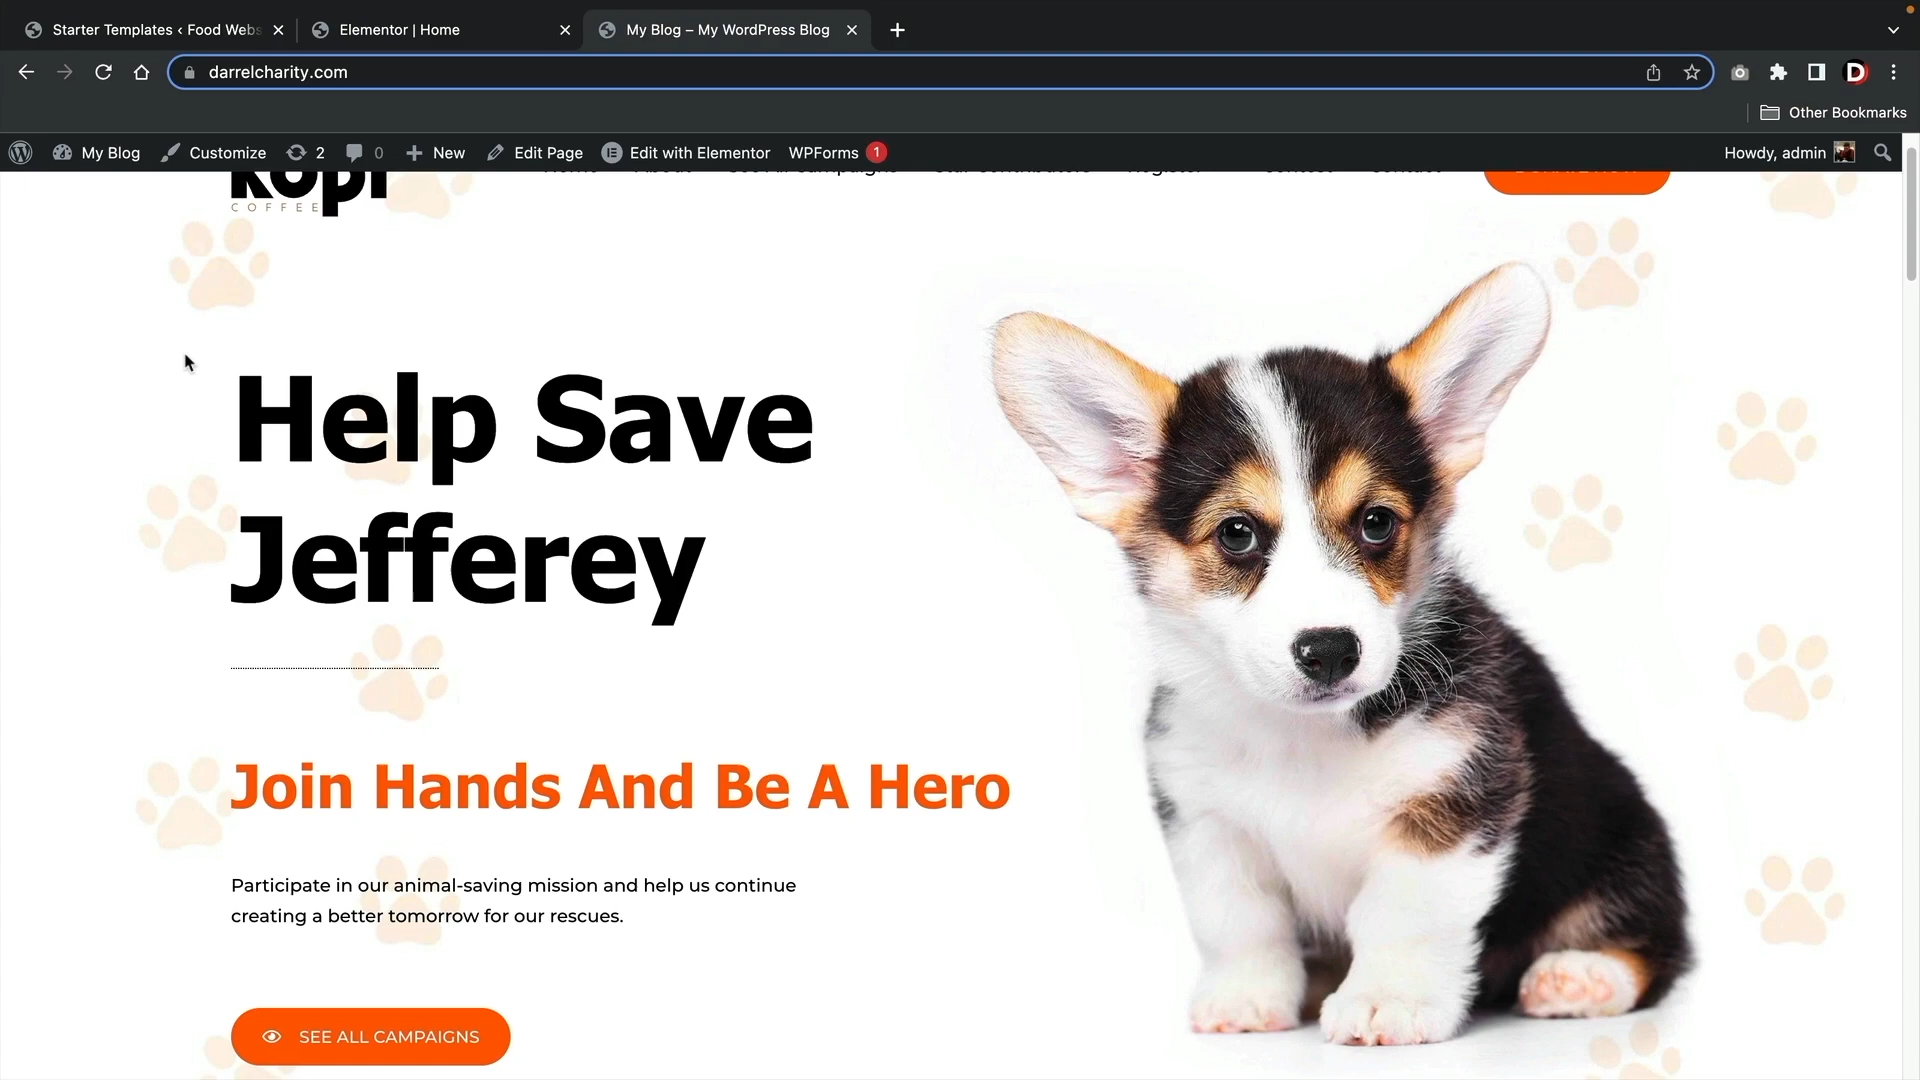 Starter Templates ‹ Food Webs
Elementor | Home
My Blog – My WordPress Blog
darrelcharity.com
Other Bookmarks
My Blog
Customize
2
0
New
Edit Page
Edit with Elementor
WPForms
1
Howdy, admin
kopi
COFFEE
Help Save
Jefferey
Join Hands And Be A Hero
Participate in our animal-saving mission and help us continue
creating a better tomorrow for our rescues.
SEE ALL CAMPAIGNS